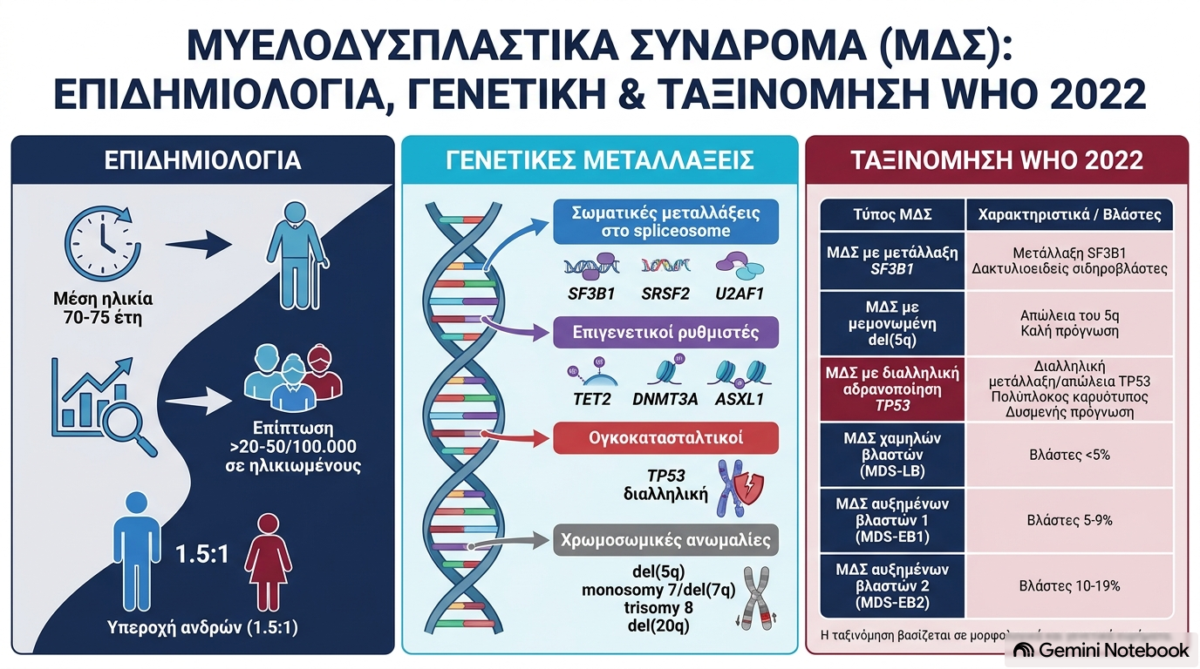 ΜΥΕΛΟΔΥΣΠΛΑΣΤΙΚΑ ΣΥΝΔΡΟΜΑ (ΜΔΣ):
ΕΠΙΔΗΜΙΟΛΟΓΙΑ, ΓΕΝΕΤΙΚΗ & ΤΑΞΙΝΟΜΗΣΗ WHO 2022
ΕΠΙΔΗΜΙΟΛΟΓΙΑ
Μέση ηλικία
70-75 έτη
Επίπτωση
>20-50/100.000
σε ηλικιωμένους
1.5:1
Υπεροχή ανδρών (1.5:1)
ΓΕΝΕΤΙΚΕΣ ΜΕΤΑΛΛΑΞΕΙΣ
Σωματικές μεταλλάξεις
στο spliceosome
SF3B1 SRSF2 U2AF1
Επιγενετικοί ρυθμιστές
TET2 DNMT3A ASXL1
Ογκοκατασταλτικοί
TP53
διαλληλική
Χρωμοσωμικές ανωμαλίες
del(5q)
monosomy 7/del(7q)
trisomy 8
del(20q)
ΤΑΞΙΝΟΜΗΣΗ WHO 2022
Τύπος ΜΔΣ
Χαρακτηριστικά / Βλάστες
ΜΔΣ με μετάλλαξη
SF3B1
Μετάλλαξη SF3B1
Δακτυλιοειδείς σιδηροβλάοτες
ΜΔΣ με
μεμονωμένη
del(5q)
Απώλεια του 5q
Καλή πρόγνωση
ΜΔΣ με διαλληλική
αδρανοποίηση
TP53
Διαλληλική
μετάλλαξη/απώλεια TP53
Πολύπλοκος καρυότυπος
Δυσμενής πρόγνωση
ΜΔΣ χαμηλών
βλαστών
(MDS-LB)
Βλάστες <5%
ΜΔΣ αυξημένων
βλαστών 1
(MDS-EB1)
Βλάστες 5-9%
ΜΔΣ αυξημένων
βλαστών 2
(MDS-EB2)
Βλάστες 10-19%
Η ταξινόμηση βασίζεται σε
Gemini Notebook